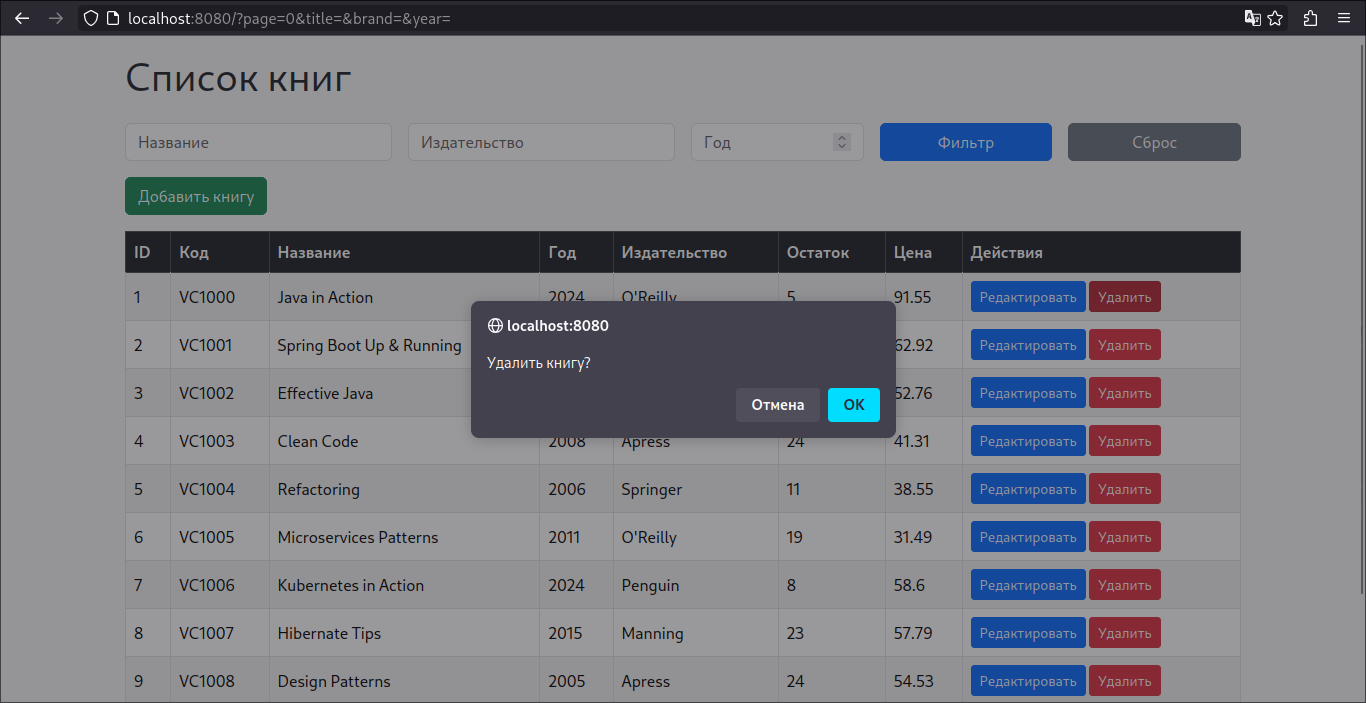 localhost:8080/?page=0&title=&brand=&year=
Список книг
Название Издательство Год Фильтр Сброс
Добавить книгу
ID Код Название Год Издательство Остаток Цена Действия
1 VC1000 Java in Action 2024 O'Reilly 5 91.55 Редактировать Удалить
localhost:8080
2 VC1001 Spring Boot Up & Running 62.92 Редактировать Удалить
Удалить книгу?
3 VC1002 Effective Java 52.76 Редактировать Удалить
Отмена OK
4 VC1003 Clean Code 2008 Apress 24 41.31 Редактировать Удалить
5 VC1004 Refactoring 2006 Springer 11 38.55 Редактировать Удалить
6 VC1005 Microservices Patterns 2011 O'Reilly 19 31.49 Редактировать Удалить
7 VC1006 Kubernetes in Action 2024 Penguin 8 58.6 Редактировать Удалить
8 VC1007 Hibernate Tips 2015 Manning 23 57.79 Редактировать Удалить
9 VC1008 Design Patterns 2005 Apress 24 54.53 Редактировать Удалить